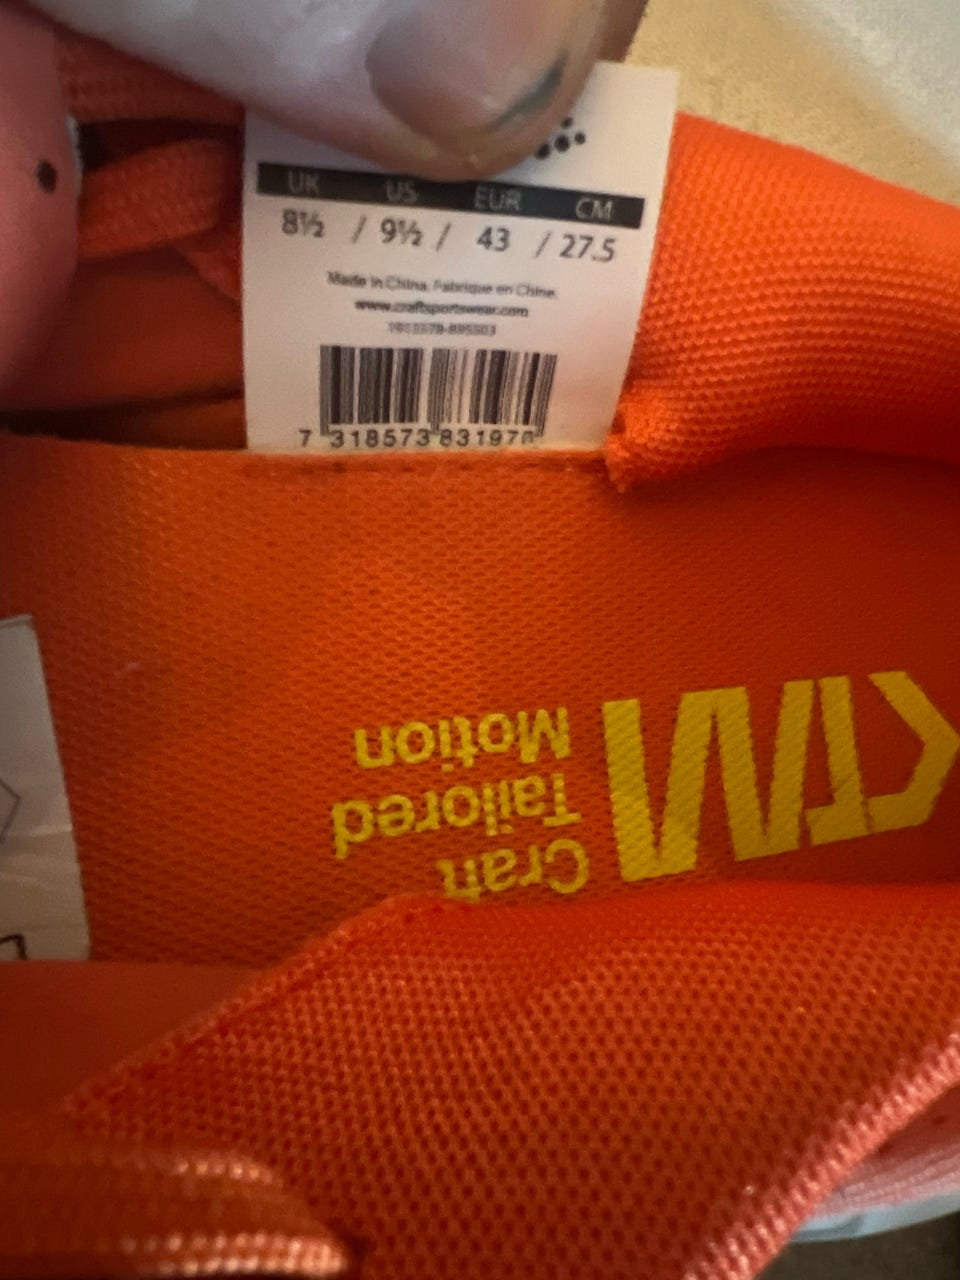 UK US EUR CM
8½ / 9½ / 43 / 27.5
Made in China. Fabriqué en Chine.
www.craftsportswear.com
7 318573 83197
CTM
Craft
Tailored
Motion